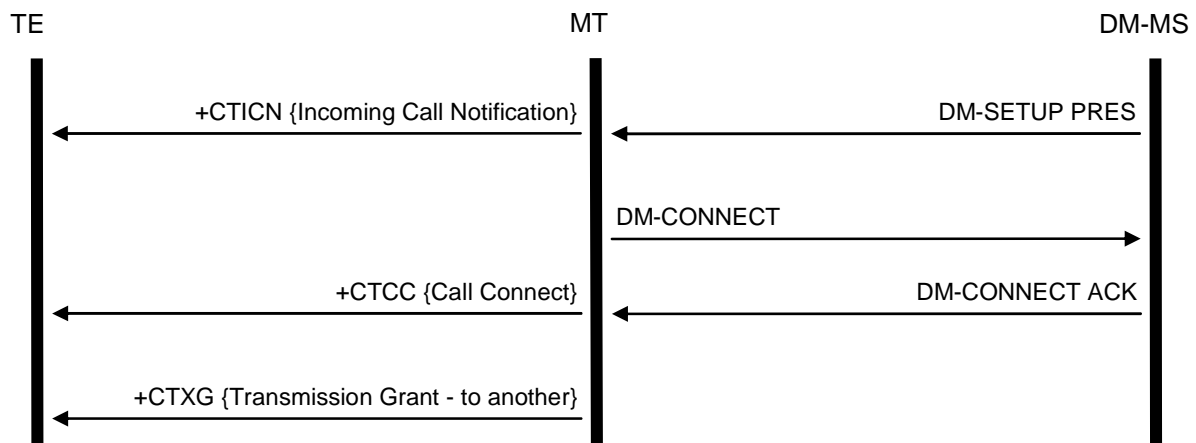 TE
MT
DM-MS
+CTICN {Incoming Call Notification}
DM-SETUP PRES
DM-CONNECT
+CTCC {Call Connect}
DM-CONNECT ACK
+CTXG {Transmission Grant - to another}